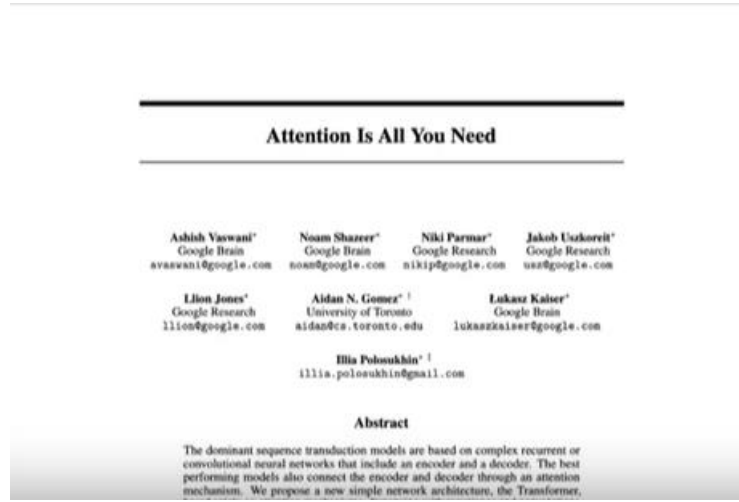 Attention Is All You Need
Ashish Vaswani* Noam Shazeer* Niki Parmar* Jakob Uszkoreit*
Google Brain Google Brain Google Research Google Research
avaswani@google.com noam@google.com nikip@google.com usz@google.com
Llion Jones* Aidan N. Gomez* † Lukasz Kaiser*
Google Research University of Toronto Google Brain
llion@google.com aidan@cs.toronto.edu lukaszkaiser@google.com
Illia Polosukhin* ‡
illia.polosukhin@gmail.com
Abstract
The dominant sequence transduction models are based on complex recurrent or
convolutional neural networks that include an encoder and a decoder. The best
performing models also connect the encoder and decoder through an attention
mechanism. We propose a new simple network architecture, the Transformer,